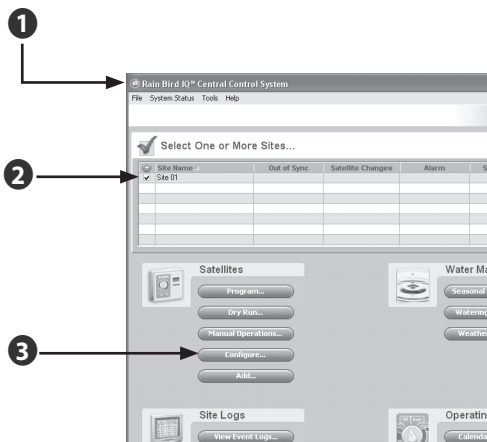 1
Rain Bird IQ™ Central Control System
File System Status Tools Help
Select One or More Sites...
2
Site Name Out of Sync Satellite Changes Alarm S
Site 01
Satellites
Water Ma
Program...
Seasonal
Dry Run...
Watering
Manual Operations...
Weathe
3
Configure...
Add...
Site Logs
Operatin
View Event Logs...
Calenda